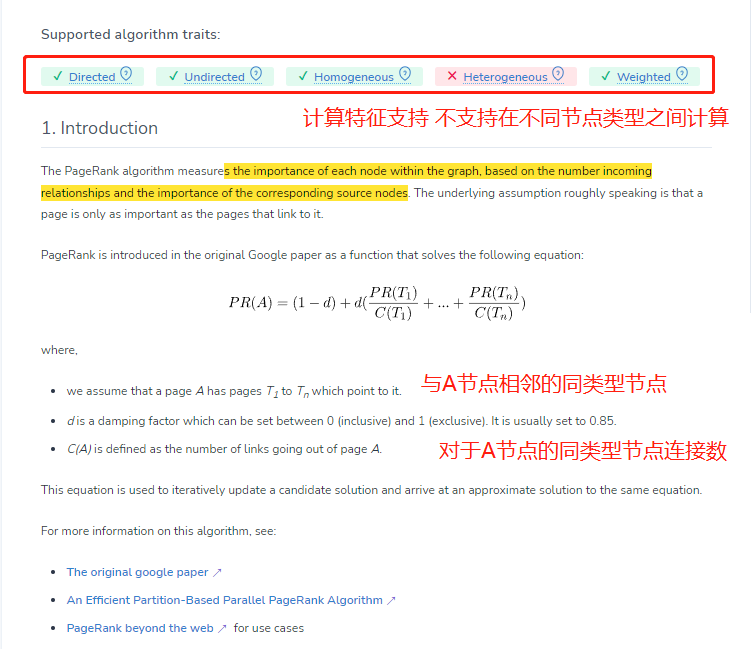 Supported algorithm traits:
✓ Directed ? ✓ Undirected ? ✓ Homogeneous ? ✕ Heterogeneous ? ✓ Weighted ?
计算特征支持 不支持在不同节点类型之间计算
1. Introduction
The PageRank algorithm measures the importance of each node within the graph, based on the number incoming
relationships and the importance of the corresponding source nodes. The underlying assumption roughly speaking is that a
page is only as important as the pages that link to it.
PageRank is introduced in the original Google paper as a function that solves the following equation:
PR(A) = (1 − d) + d(PR(T₁)/C(T₁) + ... + PR(Tₙ)/C(Tₙ))
where,
• we assume that a page A has pages T₁ to Tₙ which point to it. 与A节点相邻的同类型节点
• d is a damping factor which can be set between 0 (inclusive) and 1 (exclusive). It is usually set to 0.85.
• C(A) is defined as the number of links going out of page A. 对于A节点的同类型节点连接数
This equation is used to iteratively update a candidate solution and arrive at an approximate solution to the same equation.
For more information on this algorithm, see:
• The original google paper ↗
• An Efficient Partition-Based Parallel PageRank Algorithm ↗
• PageRank beyond the web ↗ for use cases